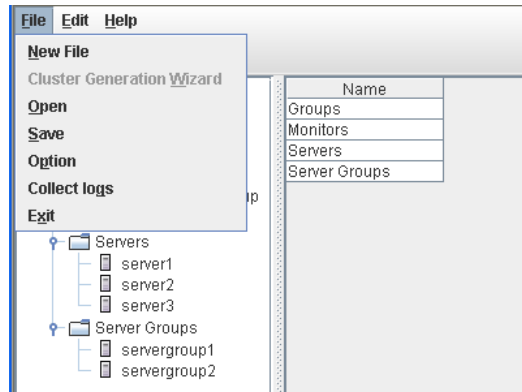 File Edit Help
New File
Cluster Generation Wizard
Open
Save
Option
Collect logs
Exit
Servers
server1
server2
server3
Server Groups
servergroup1
servergroup2
Name
Groups
Monitors
Servers
Server Groups